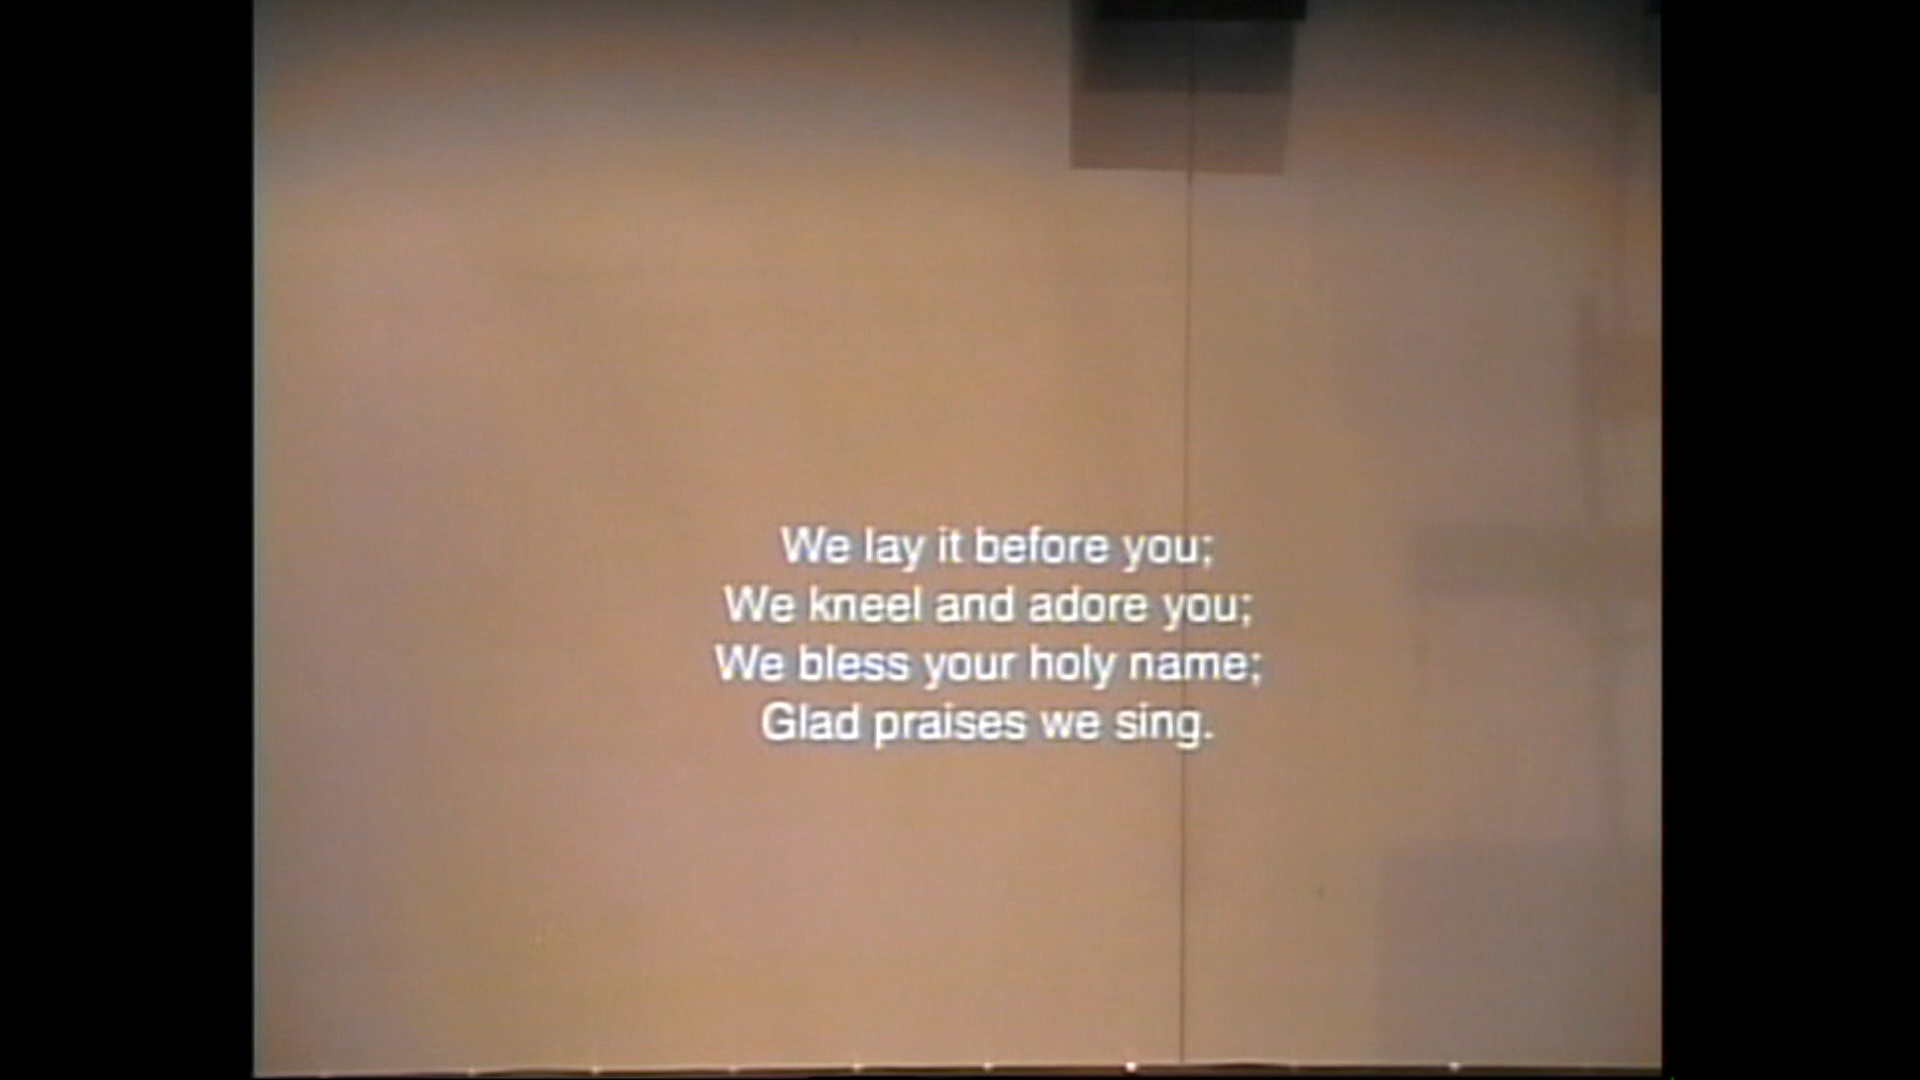 We lay it before you;
We kneel and adore you;
We bless your holy name;
Glad praises we sing.